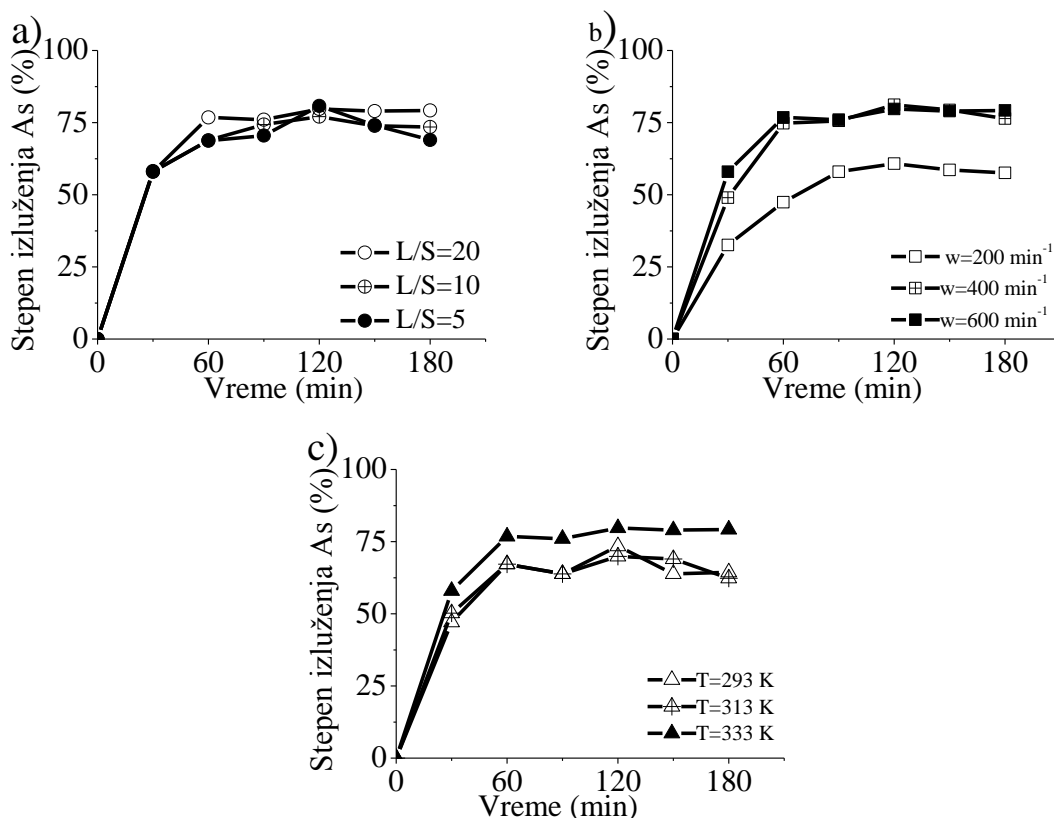 a)
Stepen izluženja As (%)
100
75
50
25
0
0 60 120 180
Vreme (min)
L/S=20
L/S=10
L/S=5
b)
Stepen izluženja As (%)
100
75
50
25
0
0 60 120 180
Vreme (min)
w=200 min⁻¹
w=400 min⁻¹
w=600 min⁻¹
c)
Stepen izluženja As (%)
100
75
50
25
0
0 60 120 180
Vreme (min)
T=293 K
T=313 K
T=333 K